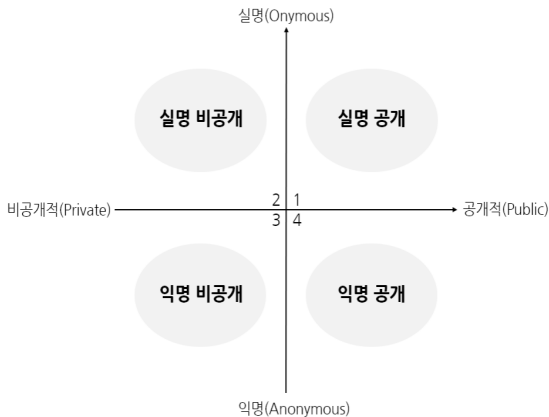 실명(Onymous)
실명 비공개
실명 공개
2 1
비공개적(Private)
공개적(Public)
3 4
익명 비공개
익명 공개
익명(Anonymous)